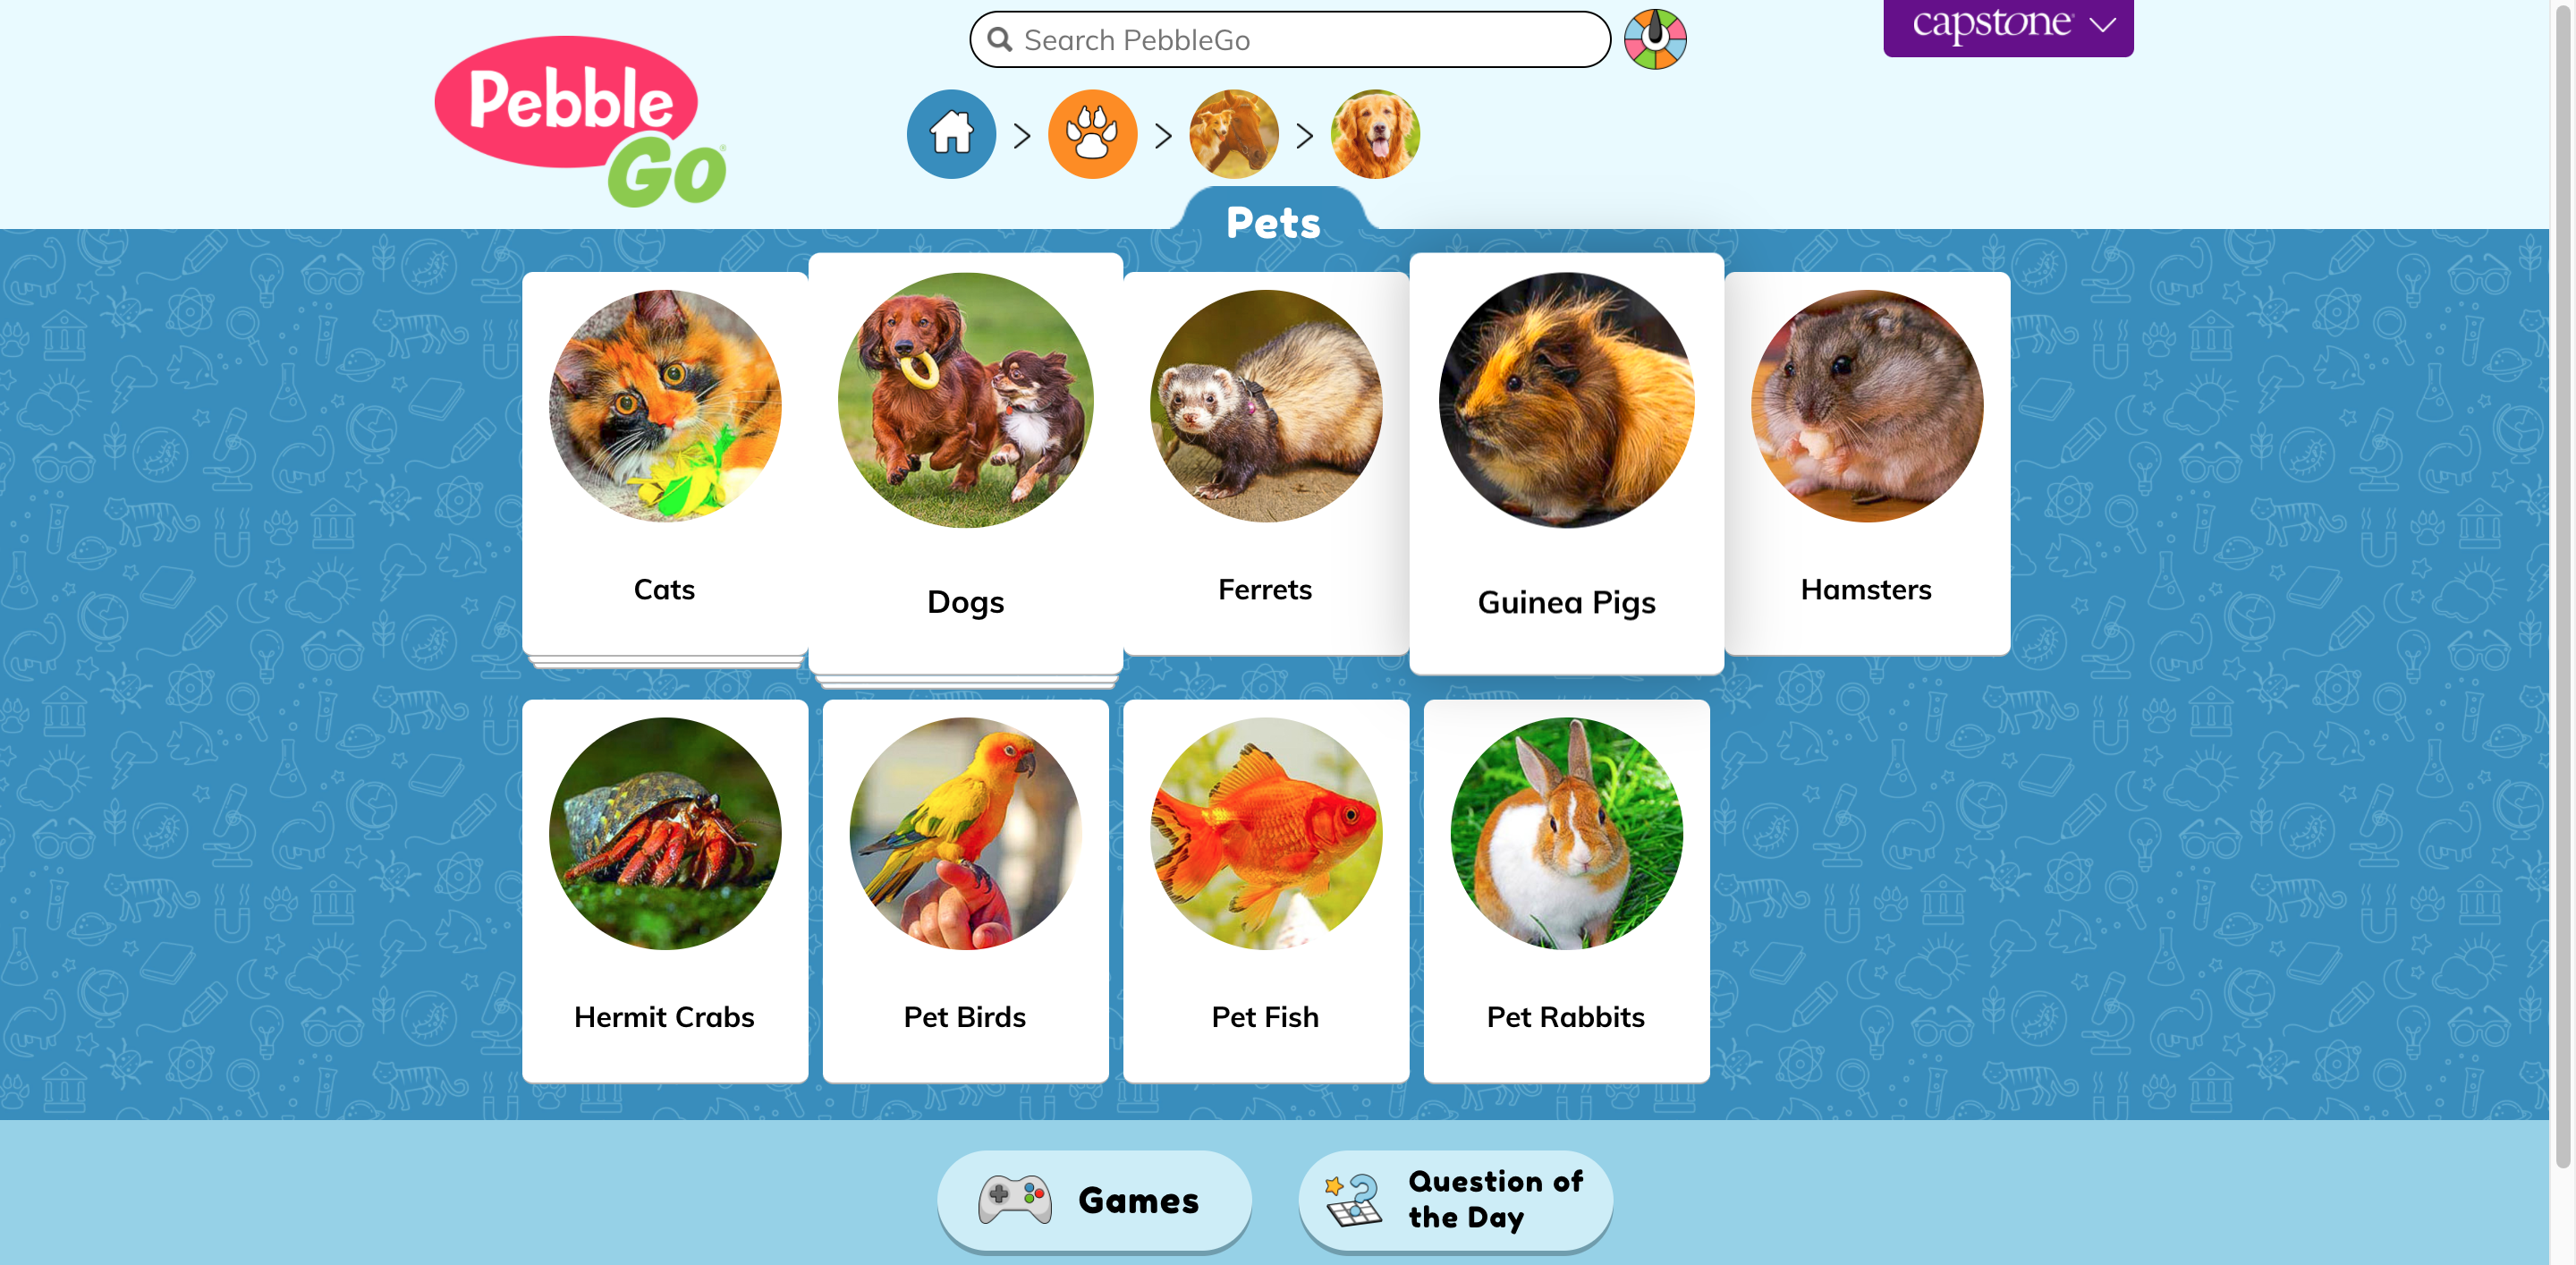 Search PebbleGo
capstone
Pebble
Go
Pets
Cats
Dogs
Ferrets
Guinea Pigs
Hamsters
Hermit Crabs
Pet Birds
Pet Fish
Pet Rabbits
Games
Question of
the Day